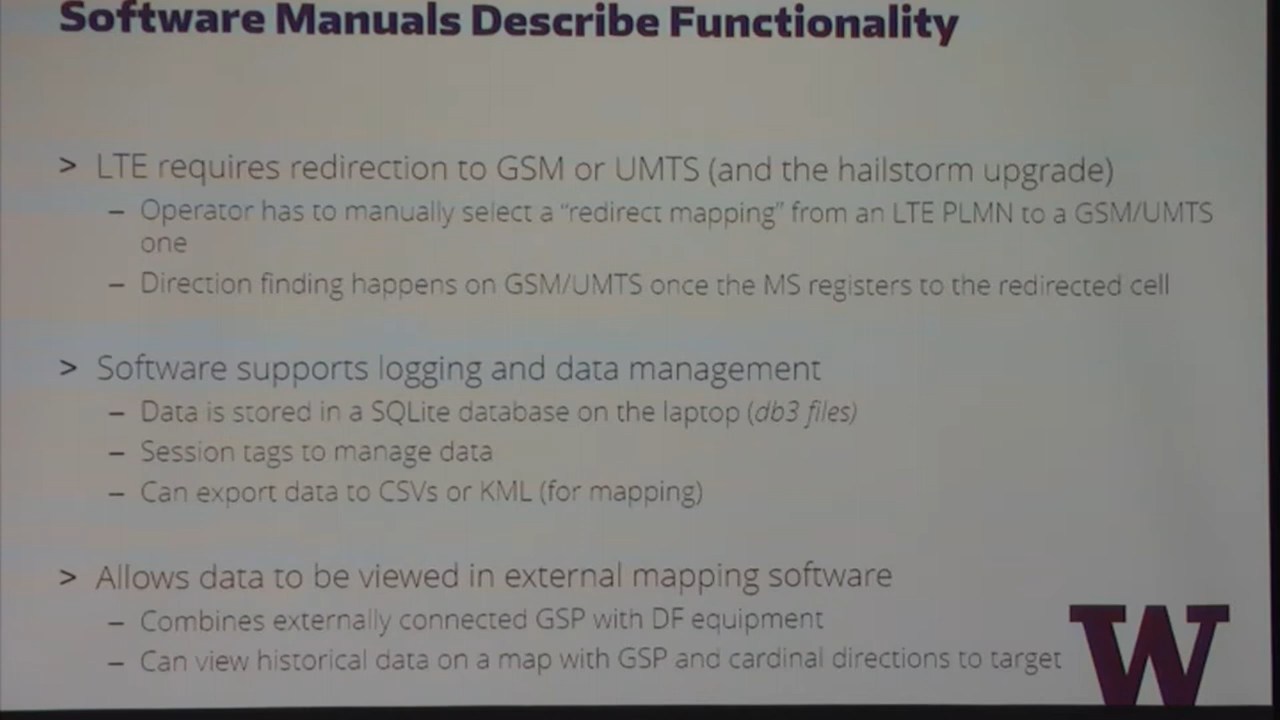 Software Manuals Describe Functionality
> LTE requires redirection to GSM or UMTS (and the hailstorm upgrade)
– Operator has to manually select a “redirect mapping” from an LTE PLMN to a GSM/UMTS
one
– Direction finding happens on GSM/UMTS once the MS registers to the redirected cell
> Software supports logging and data management
– Data is stored in a SQLite database on the laptop (db3 files)
– Session tags to manage data
– Can export data to CSVs or KML (for mapping)
> Allows data to be viewed in external mapping software
– Combines externally connected GSP with DF equipment
– Can view historical data on a map with GSP and cardinal directions to target
W